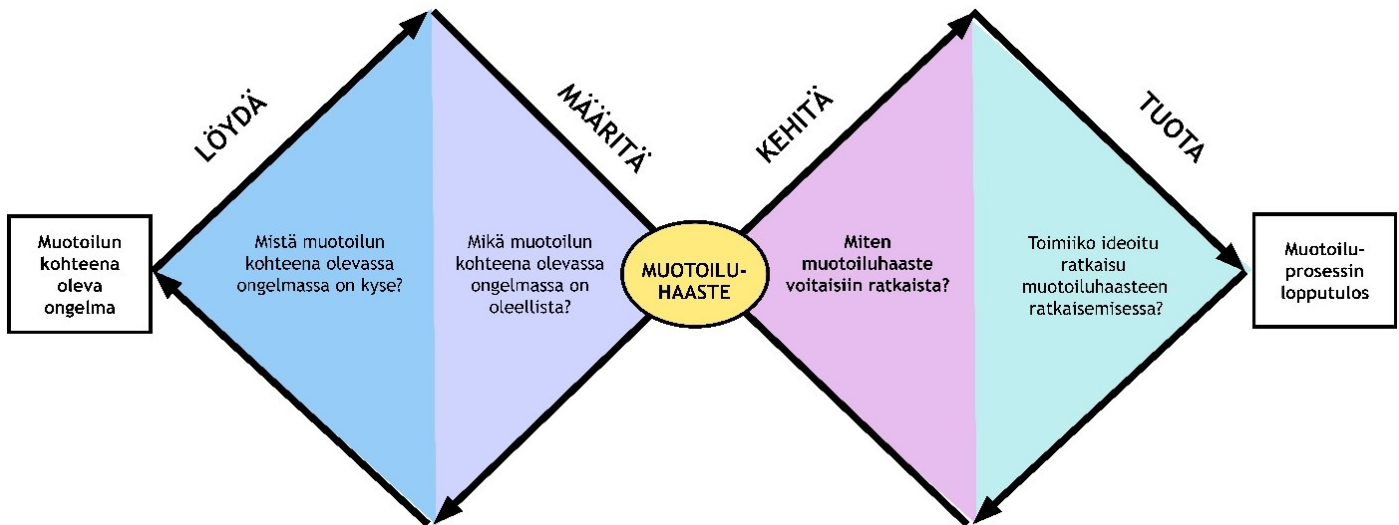 LÖYDÄ
MÄÄRITÄ
KEHITÄ
TUOTA
Muotoilun
kohteena
oleva
ongelma
Mistä muotoilun
kohteena olevassa
ongelmassa on kyse?
Mikä muotoilun
kohteena olevassa
ongelmassa on
oleellista?
MUOTOILU-
HAASTE
Miten
muotoiluhaaste
voitaisiin ratkaista?
Toimiiko ideoitu
ratkaisu
muotoiluhaasteen
ratkaisemisessa?
Muotoilu-
prosessin
lopputulos